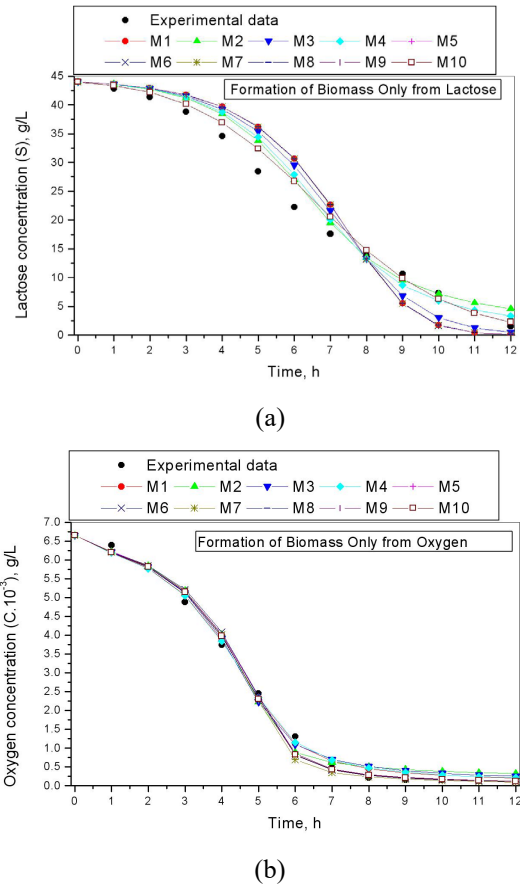 Experimental data
M1 M2 M3 M4 M5
M6 M7 M8 M9 M10
Formation of Biomass Only from Lactose
Lactose concentration (S), g/L
45
40
35
30
25
20
15
10
5
0
0 1 2 3 4 5 6 7 8 9 10 11 12
Time, h
(a)
Experimental data
M1 M2 M3 M4 M5
M6 M7 M8 M9 M10
Formation of Biomass Only from Oxygen
Oxygen concentration (C.10⁻³), g/L
7.0
6.5
6.0
5.5
5.0
4.5
4.0
3.5
3.0
2.5
2.0
1.5
1.0
0.5
0.0
0 1 2 3 4 5 6 7 8 9 10 11 12
Time, h
(b)